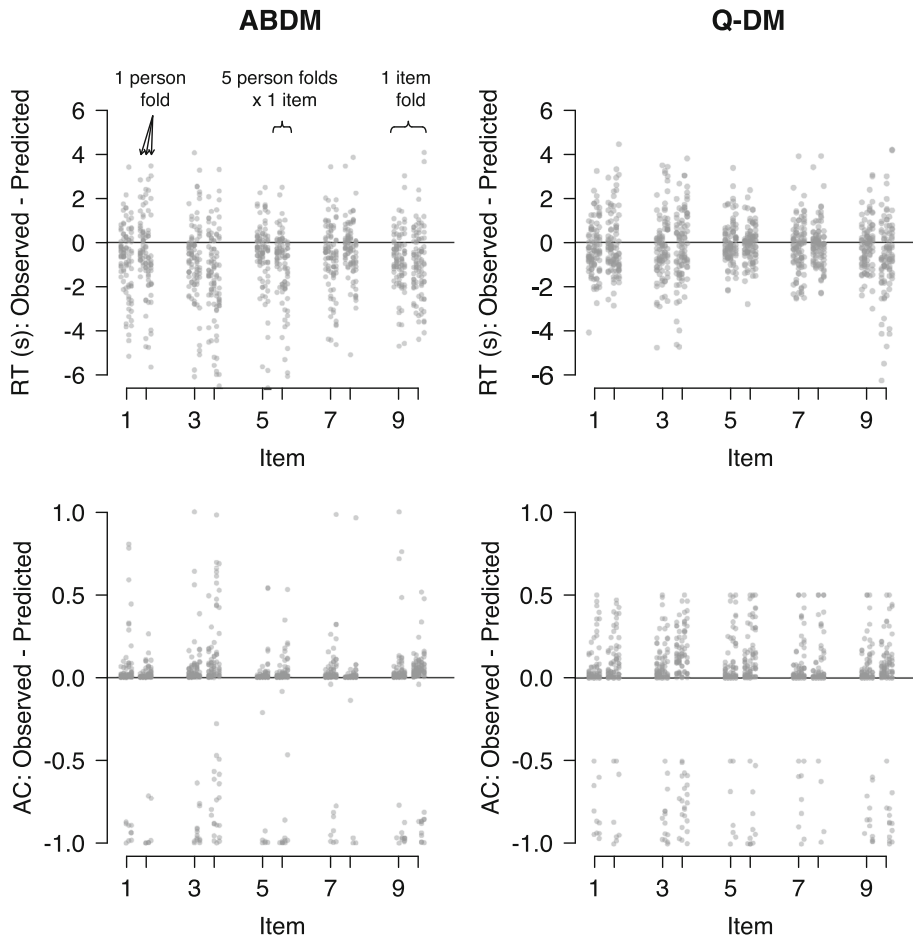 ABDM
Q-DM
1 person
fold
5 person folds
x 1 item
1 item
fold
RT (s): Observed - Predicted
6
4
2
0
-2
-4
-6
1 3 5 7 9
Item
RT (s): Observed - Predicted
6
4
2
0
-2
-4
-6
1 3 5 7 9
Item
AC: Observed - Predicted
1.0
0.5
0.0
-0.5
-1.0
1 3 5 7 9
Item
AC: Observed - Predicted
1.0
0.5
0.0
-0.5
-1.0
1 3 5 7 9
Item